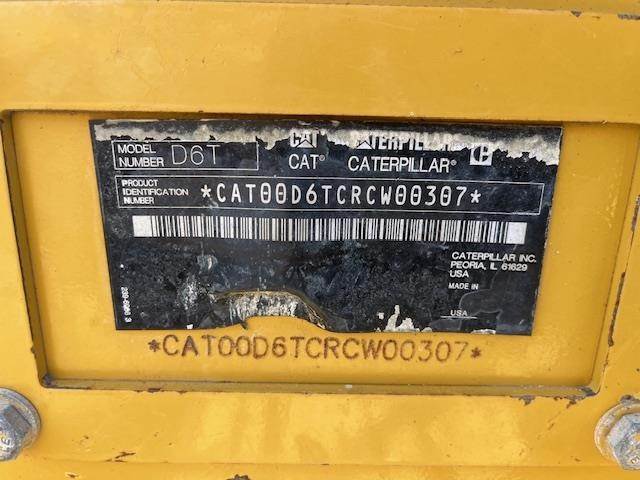 MODEL NUMBER D6T
CAT CATERPILLAR
CAT® CATERPILLAR®
PRODUCT IDENTIFICATION NUMBER *CAT00D6TCRCW00307*
CATERPILLAR INC.
PEORIA, IL 61629
USA
MADE IN
USA
*CAT00D6TCRCW00307*